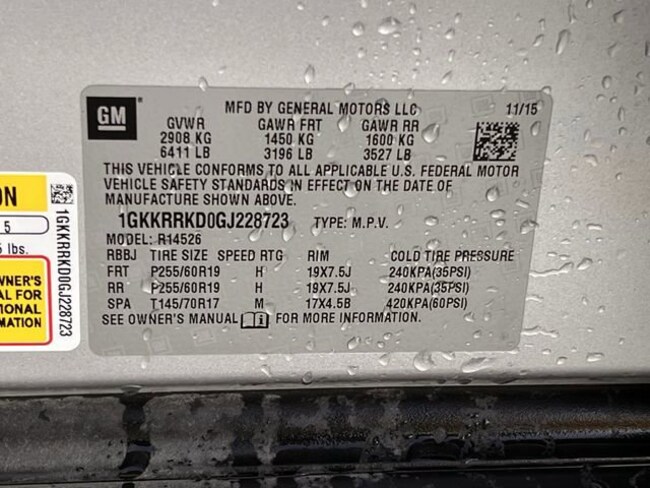 GM
MFD BY GENERAL MOTORS LLC 11/15
GVWR GAWR FRT GAWR RR
2908 KG 1450 KG 1600 KG
6411 LB 3196 LB 3527 LB
THIS VEHICLE CONFORMS TO ALL APPLICABLE U.S. FEDERAL MOTOR
VEHICLE SAFETY STANDARDS IN EFFECT ON THE DATE OF
MANUFACTURE SHOWN ABOVE.
1GKKRRKD0GJ228723 TYPE: M.P.V.
MODEL: R14526
RBBJ TIRE SIZE SPEED RTG RIM COLD TIRE PRESSURE
FRT P255/60R19 H 19X7.5J 240KPA(35PSI)
RR P255/60R19 H 19X7.5J 240KPA(35PSI)
SPA T145/70R17 M 17X4.5B 420KPA(60PSI)
SEE OWNER'S MANUAL FOR MORE INFORMATION.
ON
5
lbs.
WNER'S
AL FOR
IONAL
MATION
1GKKRRKD0GJ228723